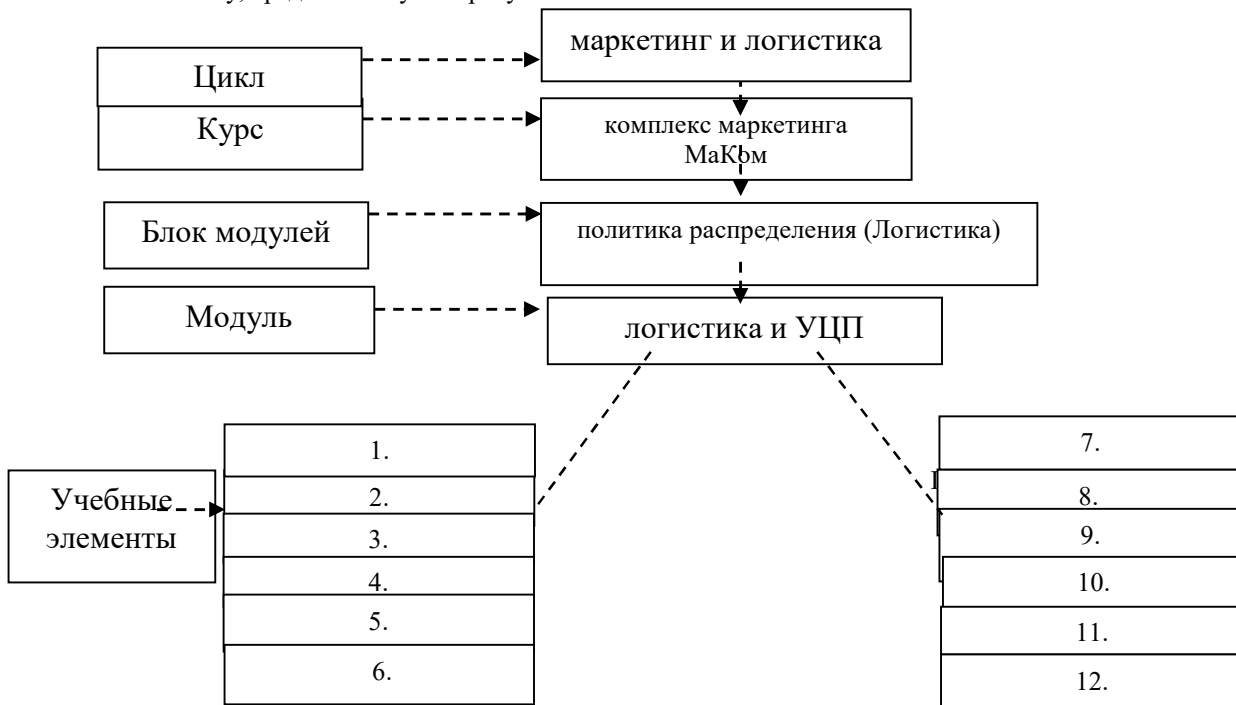 Цикл
маркетинг и логистика
Курс
комплекс маркетинга
МаКом
Блок модулей
политика распределения (Логистика)
Модуль
логистика и УЦП
Учебные
элементы
1.
2.
3.
4.
5.
6.
7.
8.
9.
10.
11.
12.